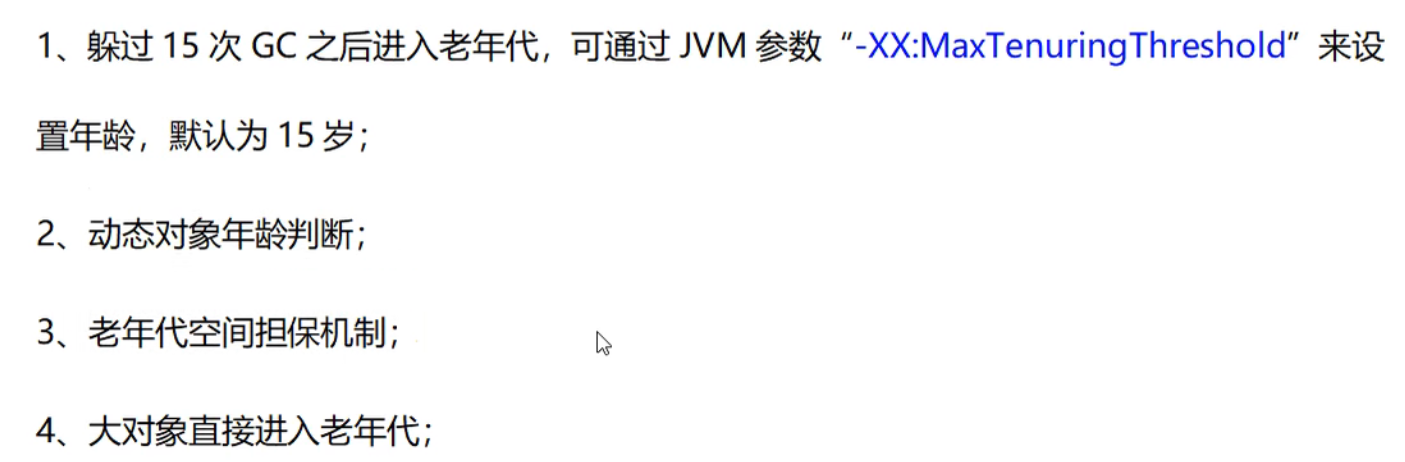 1、躲过 15 次 GC 之后进入老年代，可通过 JVM 参数“-XX:MaxTenuringThreshold”来设
置年龄，默认为 15 岁；
2、动态对象年龄判断；
3、老年代空间担保机制；
4、大对象直接进入老年代；